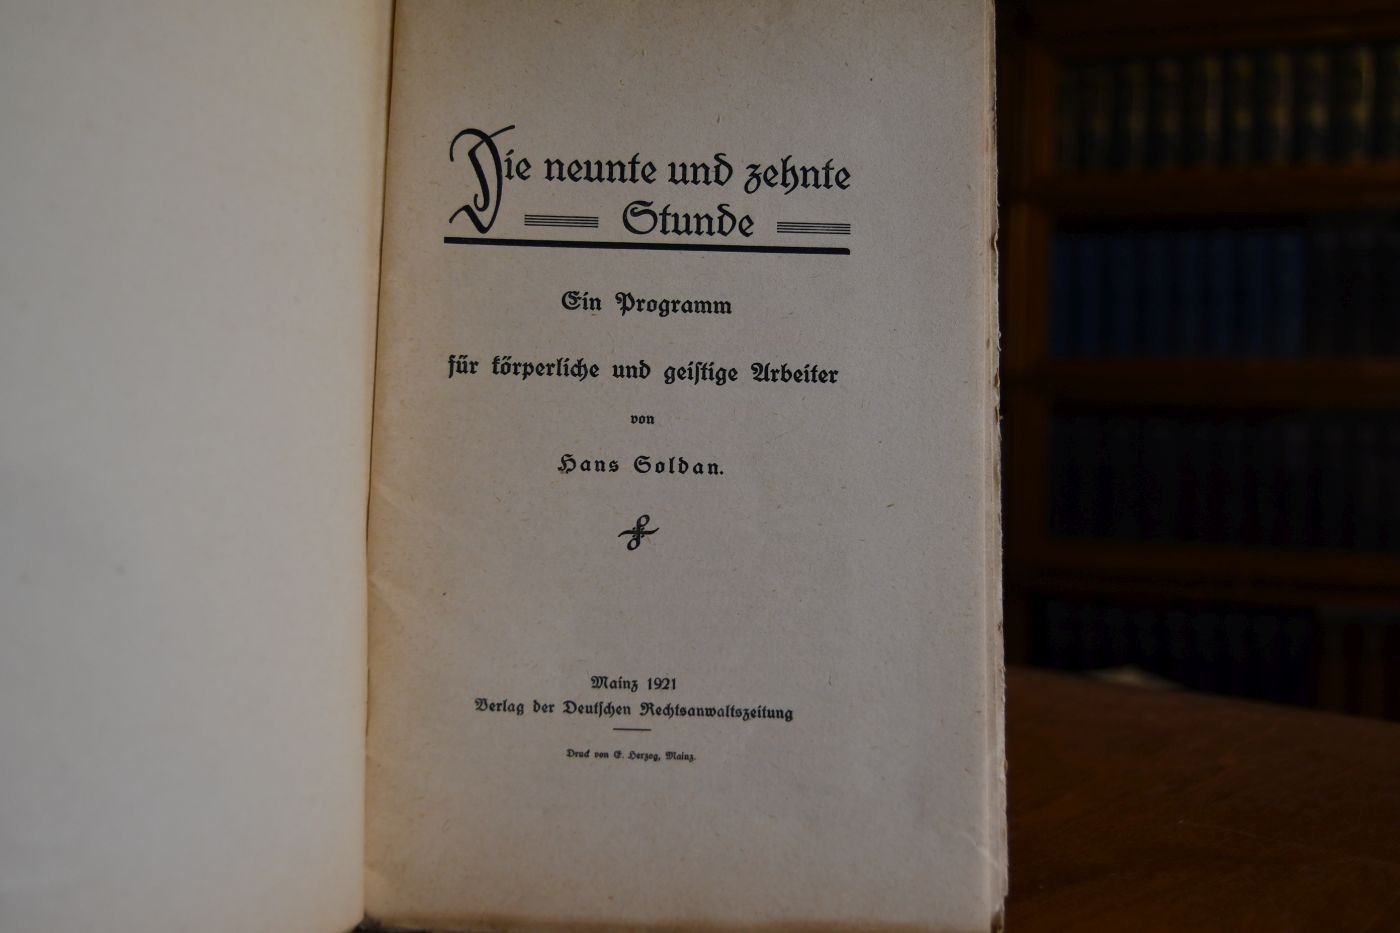 Die neunte und zehnte
Stunde
Ein Programm
für körperliche und geistige Arbeiter
von
Hans Soldan.
Mainz 1921
Verlag der Deutschen Rechtsanwaltszeitung
Druck von E. Herzog, Mainz.